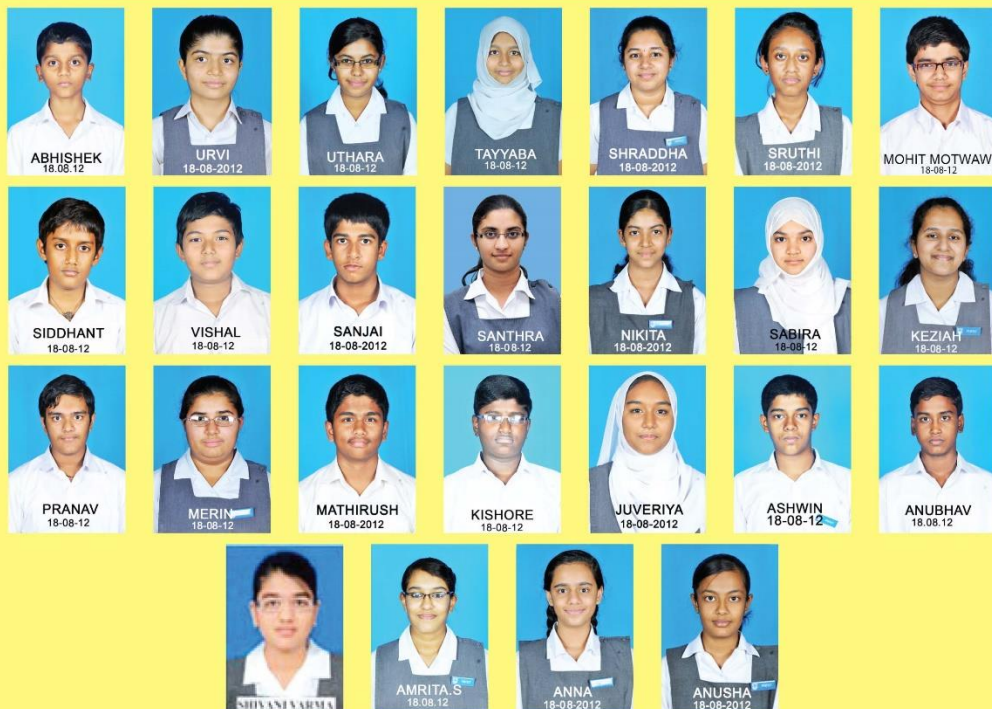 ABHISHEK
18.08.12
URVI
18-08-2012
UTHARA
18-08-12
TAYYABA
18-08-12
SHRADDHA
18-08-2012
SRUTHI
18-08-2012
MOHIT MOTWAW
18-08-12
SIDDHANT
18-08-12
VISHAL
18-08-12
SANJAI
18-08-2012
SANTHRA
18-08-12
NIKITA
18-08-2012
SABIRA
18-08-12
KEZIAH
18-08-12
PRANAV
18-08-12
MERIN
18-08-12
MATHIRUSH
18-08-2012
KISHORE
18-08-12
JUVERIYA
18-08-2012
ASHWIN
18-08-12
ANUBHAV
18.08.12
SHIVANI VARMA
AMRITA.S
18.08.12
ANNA
18-08-2012
ANUSHA
18-08-2012